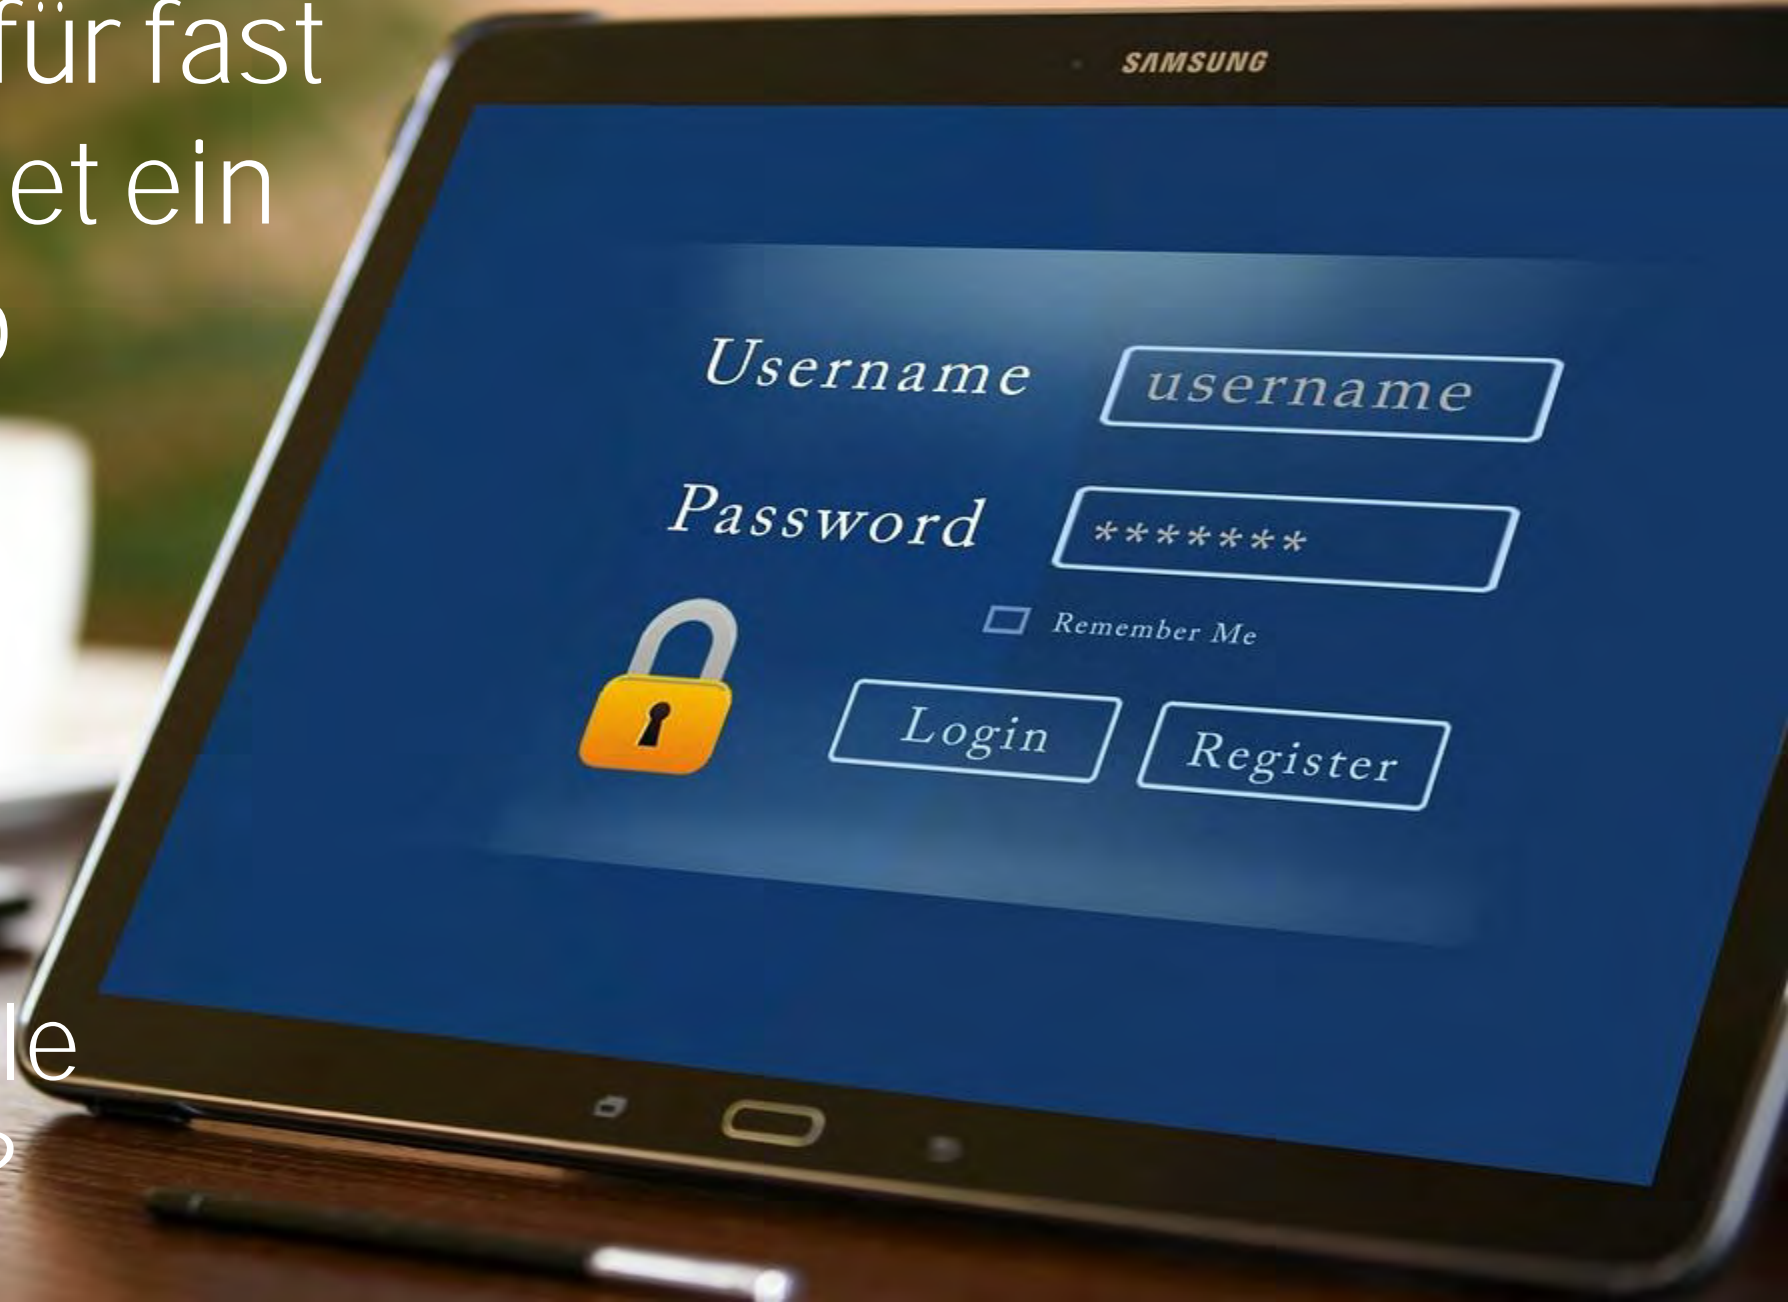 für fast
et ein
SAMSUNG
Username username
Password *******
Remember Me
Login Register
le